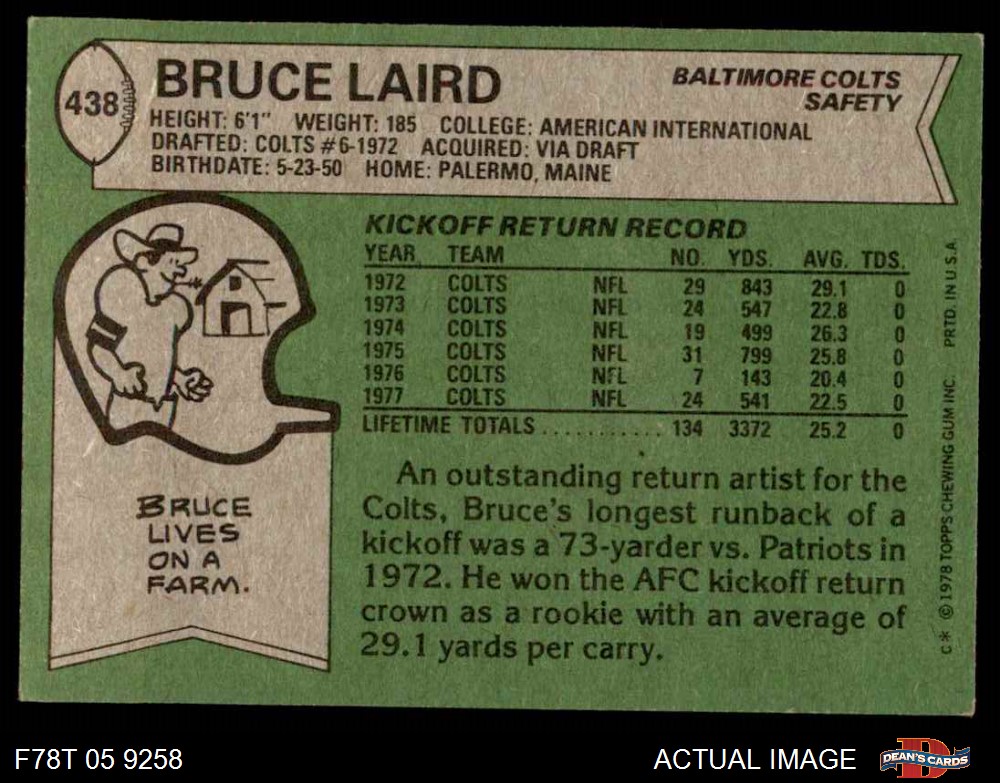 438
BRUCE LAIRD
BALTIMORE COLTS
SAFETY
HEIGHT: 6'1" WEIGHT: 185 COLLEGE: AMERICAN INTERNATIONAL
DRAFTED: COLTS #6-1972 ACQUIRED: VIA DRAFT
BIRTHDATE: 5-23-50 HOME: PALERMO, MAINE
KICKOFF RETURN RECORD
YEAR TEAM NO. YDS. AVG. TDS.
1972 COLTS NFL 29 843 29.1 0
1973 COLTS NFL 24 547 22.8 0
1974 COLTS NFL 19 499 26.3 0
1975 COLTS NFL 31 799 25.8 0
1976 COLTS NFL 7 143 20.4 0
1977 COLTS NFL 24 541 22.5 0
LIFETIME TOTALS ........... 134 3372 25.2 0
An outstanding return artist for the
Colts, Bruce's longest runback of a
kickoff was a 73-yarder vs. Patriots in
1972. He won the AFC kickoff return
crown as a rookie with an average of
29.1 yards per carry.
BRUCE
LIVES
ON A
FARM.
C* © 1978 TOPPS CHEWING GUM INC. PRTD. IN U.S.A.
F78T 05 9258
ACTUAL IMAGE
DEAN'S CARDS